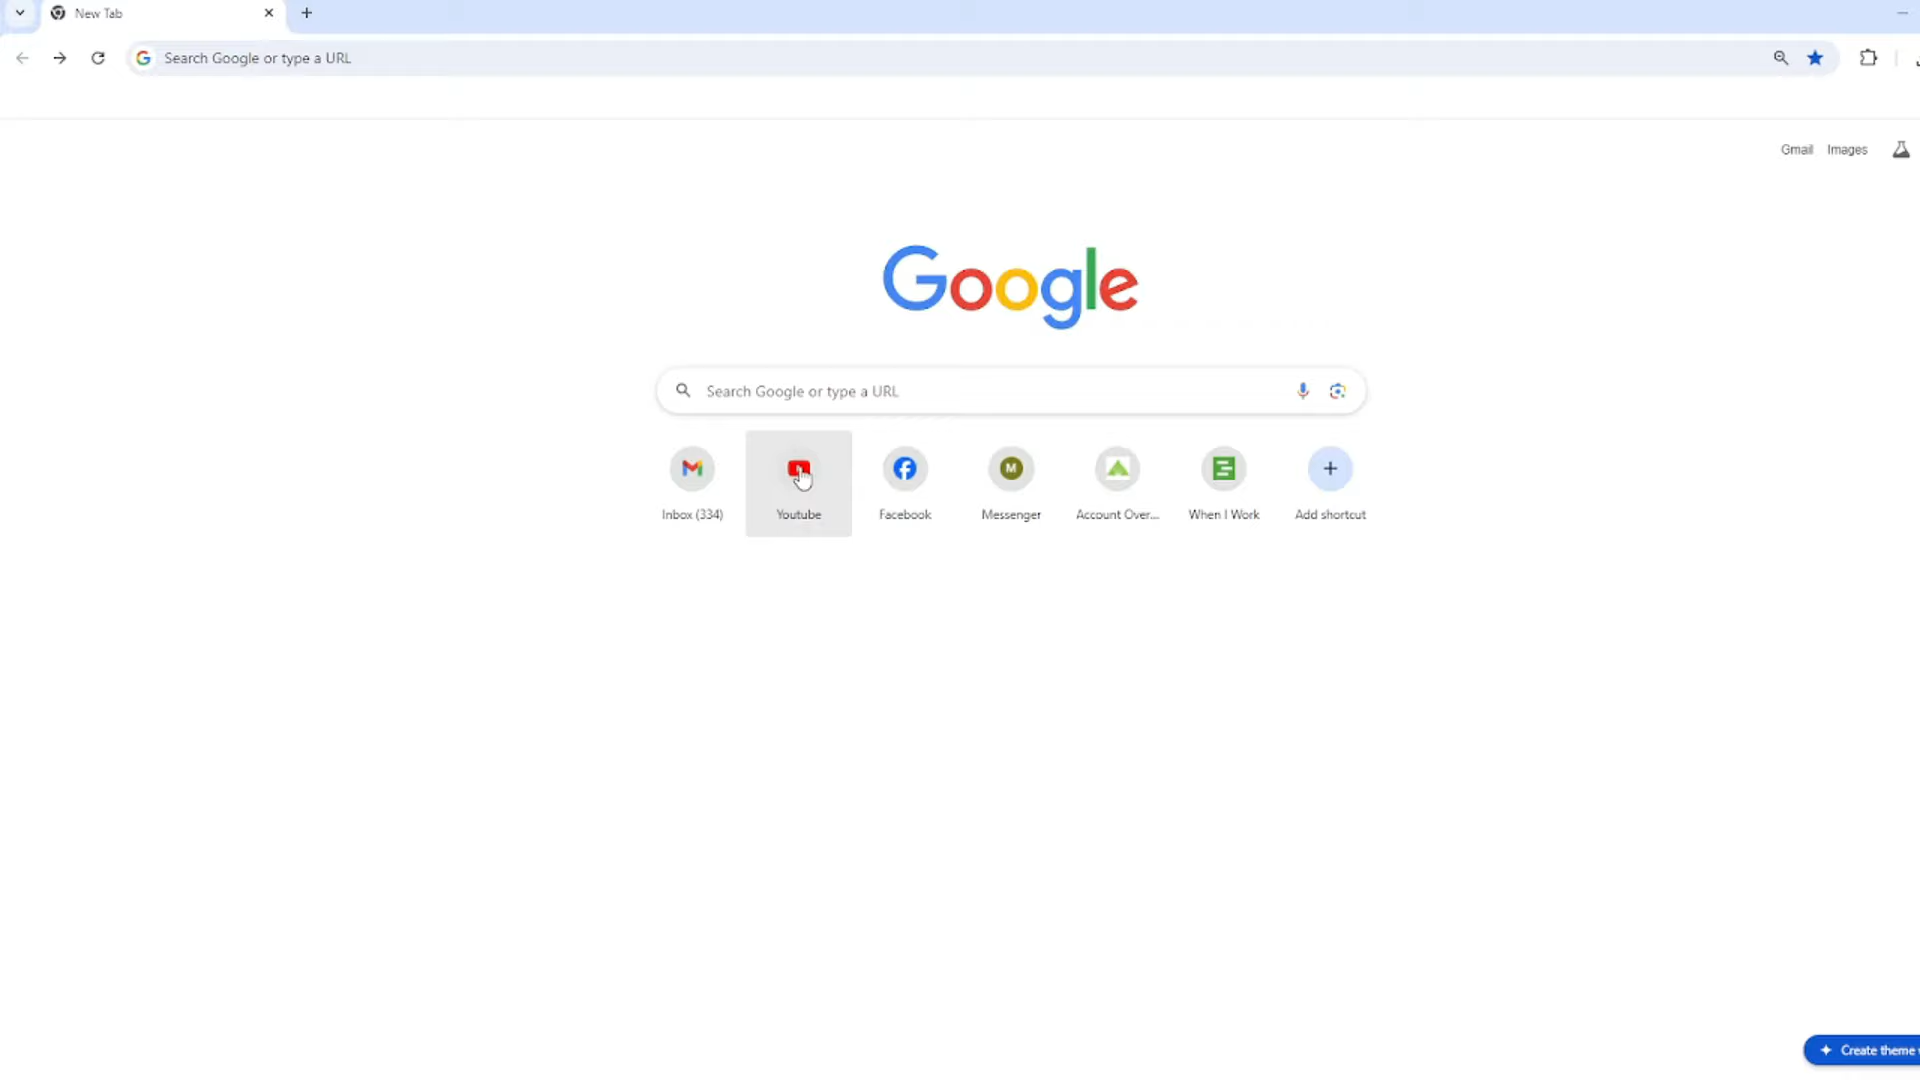 New Tab
Search Google or type a URL
Gmail Images
Google
Search Google or type a URL
M
Inbox (334) Youtube Facebook Messenger Account Over... When I Work Add shortcut
Create theme